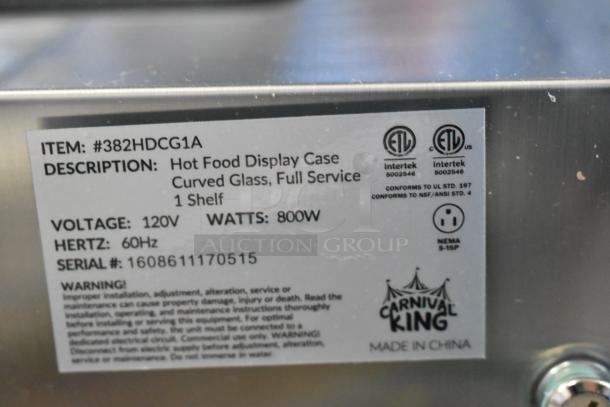 ITEM: #382HDCG1A
DESCRIPTION: Hot Food Display Case
Curved Glass, Full Service
1 Shelf
VOLTAGE: 120V WATTS: 800W
HERTZ: 60Hz
SERIAL #: 1608611170515
WARNING!
Improper installation, adjustment, alteration, service or
maintenance can cause property damage, injury or death. Read the
installation, operating, and maintenance instructions thoroughly
before installing or servicing this equipment. For optimal
performance and safety, the unit must be connected to a
dedicated electrical circuit. Commercial use only. WARNING!
Disconnect from electric supply before adjustment, alteration,
service or maintenance. Do not immerse in water.
ETL
Intertek
5002546
C ETL US
Intertek
5002546
CONFORMS TO UL STD. 197
CONFORMS TO NSF/ANSI STD. 4
NEMA
5-15P
CARNIVAL
KING
MADE IN CHINA
PCI
AUCTION GROUP